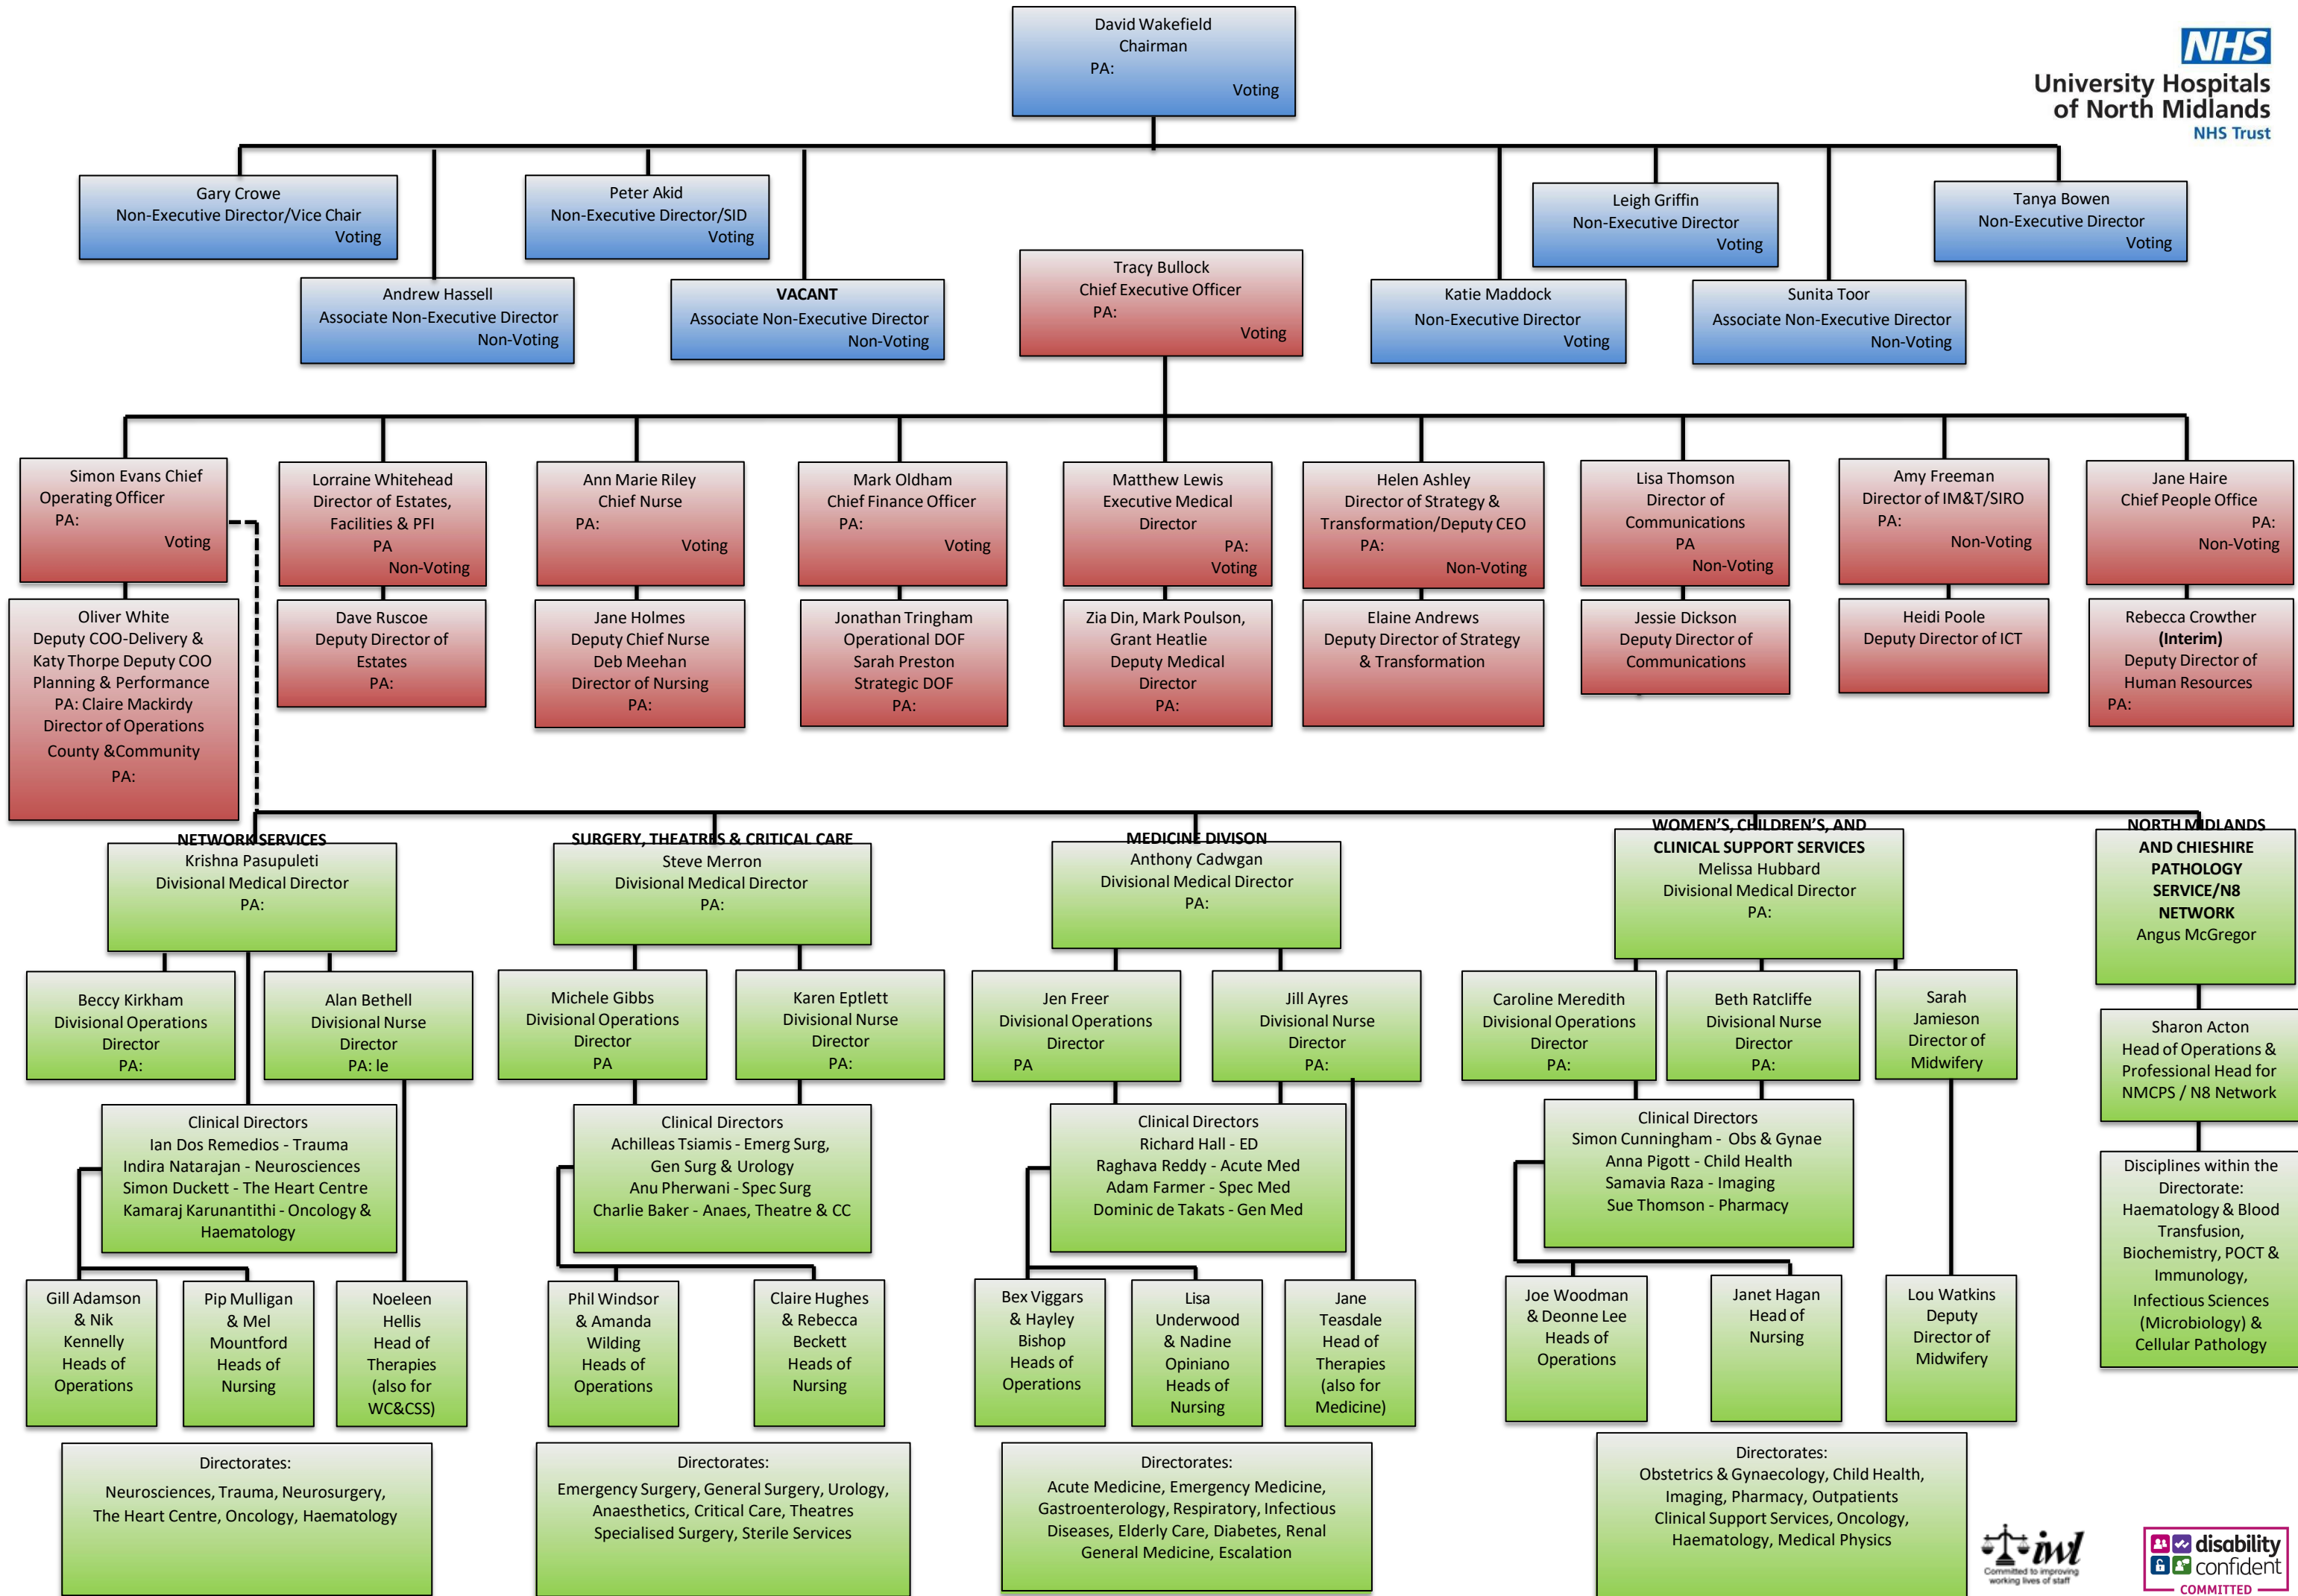 David Wakefield
Chairman
PA:
Voting
NHS
University Hospitals
of North Midlands
NHS Trust
Gary Crowe
Non-Executive Director/Vice Chair
Voting
Peter Akid
Non-Executive Director/SID
Voting
Leigh Griffin
Non-Executive Director
Voting
Tanya Bowen
Non-Executive Director
Voting
Andrew Hassell
Associate Non-Executive Director
Non-Voting
VACANT
Associate Non-Executive Director
Non-Voting
Tracy Bullock
Chief Executive Officer
PA:
Voting
Katie Maddock
Non-Executive Director
Voting
Sunita Toor
Associate Non-Executive Director
Non-Voting
Simon Evans Chief
Operating Officer
PA:
Voting
Lorraine Whitehead
Director of Estates,
Facilities & PFI
PA
Non-Voting
Ann Marie Riley
Chief Nurse
PA:
Voting
Mark Oldham
Chief Finance Officer
PA:
Voting
Matthew Lewis
Executive Medical
Director
PA:
Voting
Helen Ashley
Director of Strategy &
Transformation/Deputy CEO
PA:
Non-Voting
Lisa Thomson
Director of
Communications
PA
Non-Voting
Amy Freeman
Director of IM&T/SIRO
PA:
Non-Voting
Jane Haire
Chief People Office
PA:
Non-Voting
Oliver White
Deputy COO-Delivery &
Katy Thorpe Deputy COO
Planning & Performance
PA: Claire Mackirdy
Director of Operations
County &Community
PA:
Dave Ruscoe
Deputy Director of
Estates
PA:
Jane Holmes
Deputy Chief Nurse
Deb Meehan
Director of Nursing
PA:
Jonathan Tringham
Operational DOF
Sarah Preston
Strategic DOF
PA:
Zia Din, Mark Poulson,
Grant Heatlie
Deputy Medical
Director
PA:
Elaine Andrews
Deputy Director of Strategy
& Transformation
Jessie Dickson
Deputy Director of
Communications
Heidi Poole
Deputy Director of ICT
Rebecca Crowther
(Interim)
Deputy Director of
Human Resources
PA:
NETWORK SERVICES
Krishna Pasupuleti
Divisional Medical Director
PA:
SURGERY, THEATRES & CRITICAL CARE
Steve Merron
Divisional Medical Director
PA:
MEDICINE DIVISON
Anthony Cadwgan
Divisional Medical Director
PA:
WOMEN'S, CHILDREN'S, AND
CLINICAL SUPPORT SERVICES
Melissa Hubbard
Divisional Medical Director
PA:
NORTH MIDLANDS
AND CHIESHIRE
PATHOLOGY
SERVICE/N8
NETWORK
Angus McGregor
Beccy Kirkham
Divisional Operations
Director
PA:
Alan Bethell
Divisional Nurse
Director
PA: le
Michele Gibbs
Divisional Operations
Director
PA
Karen Eptlett
Divisional Nurse
Director
PA:
Jen Freer
Divisional Operations
Director
PA
Jill Ayres
Divisional Nurse
Director
PA:
Caroline Meredith
Divisional Operations
Director
PA:
Beth Ratcliffe
Divisional Nurse
Director
PA:
Sarah
Jamieson
Director of
Midwifery
Sharon Acton
Head of Operations &
Professional Head for
NMCPS / N8 Network
Clinical Directors
Ian Dos Remedios - Trauma
Indira Natarajan - Neurosciences
Simon Duckett - The Heart Centre
Kamaraj Karunantithi - Oncology &
Haematology
Clinical Directors
Achilleas Tsiamis - Emerg Surg,
Gen Surg & Urology
Anu Pherwani - Spec Surg
Charlie Baker - Anaes, Theatre & CC
Clinical Directors
Richard Hall - ED
Raghava Reddy - Acute Med
Adam Farmer - Spec Med
Dominic de Takats - Gen Med
Clinical Directors
Simon Cunningham - Obs & Gynae
Anna Pigott - Child Health
Samavia Raza - Imaging
Sue Thomson - Pharmacy
Disciplines within the
Directorate:
Haematology & Blood
Transfusion,
Biochemistry, POCT &
Immunology,
Infectious Sciences
(Microbiology) &
Cellular Pathology
Gill Adamson
& Nik
Kennelly
Heads of
Operations
Pip Mulligan
& Mel
Mountford
Heads of
Nursing
Noeleen
Hellis
Head of
Therapies
(also for
WC&CSS)
Phil Windsor
& Amanda
Wilding
Heads of
Operations
Claire Hughes
& Rebecca
Beckett
Heads of
Nursing
Bex Viggars
& Hayley
Bishop
Heads of
Operations
Lisa
Underwood
& Nadine
Opiniano
Heads of
Nursing
Jane
Teasdale
Head of
Therapies
(also for
Medicine)
Joe Woodman
& Deonne Lee
Heads of
Operations
Janet Hagan
Head of
Nursing
Lou Watkins
Deputy
Director of
Midwifery
Directorates:
Neurosciences, Trauma, Neurosurgery,
The Heart Centre, Oncology, Haematology
Directorates:
Emergency Surgery, General Surgery, Urology,
Anaesthetics, Critical Care, Theatres
Specialised Surgery, Sterile Services
Directorates:
Acute Medicine, Emergency Medicine,
Gastroenterology, Respiratory, Infectious
Diseases, Elderly Care, Diabetes, Renal
General Medicine, Escalation
Directorates:
Obstetrics & Gynaecology, Child Health,
Imaging, Pharmacy, Outpatients
Clinical Support Services, Oncology,
Haematology, Medical Physics
iwl
Committed to improving
working lives of staff
disability
confident
COMMITTED